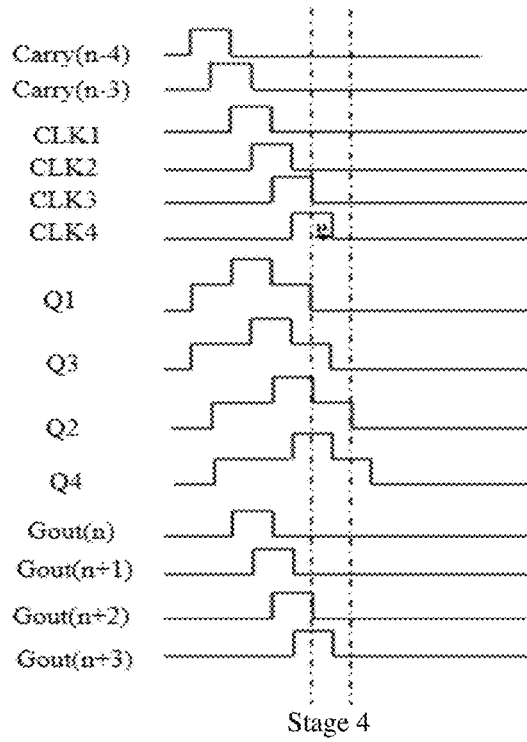 Carry(n-4)
Carry(n-3)
CLK1
CLK2
CLK3
CLK4
Q1
Q3
Q2
Q4
Gout(n)
Gout(n+1)
Gout(n+2)
Gout(n+3)
Stage 4